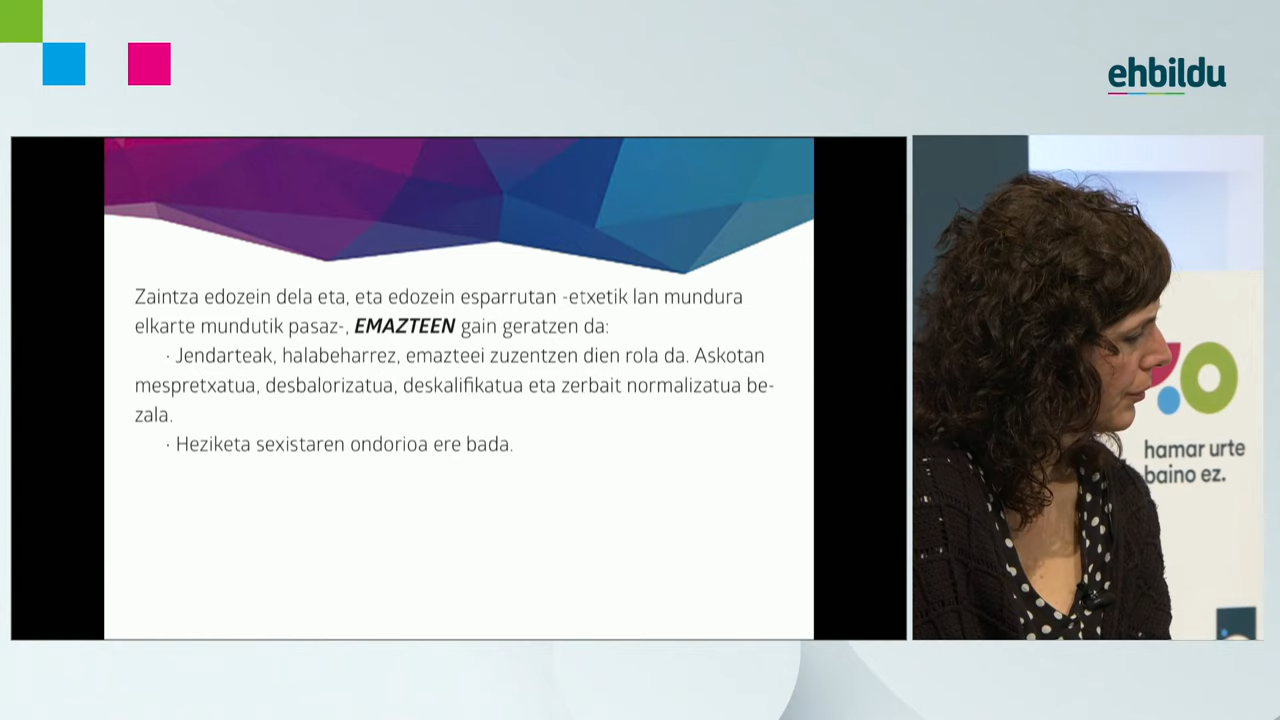 ehbildu
Zaintza edozein dela eta, eta edozein esparrutan -etxetik lan mundura
elkarte mundutik pasaz-, EMAZTEEN gain geratzen da:
· Jendarteak, halabeharrez, emazteei zuzentzen dien rola da. Askotan
mespretxatua, desbalorizatua, deskalifikatua eta zerbait normalizatua be-
zala.
· Heziketa sexistaren ondorioa ere bada.
hamar urte
baino ez.